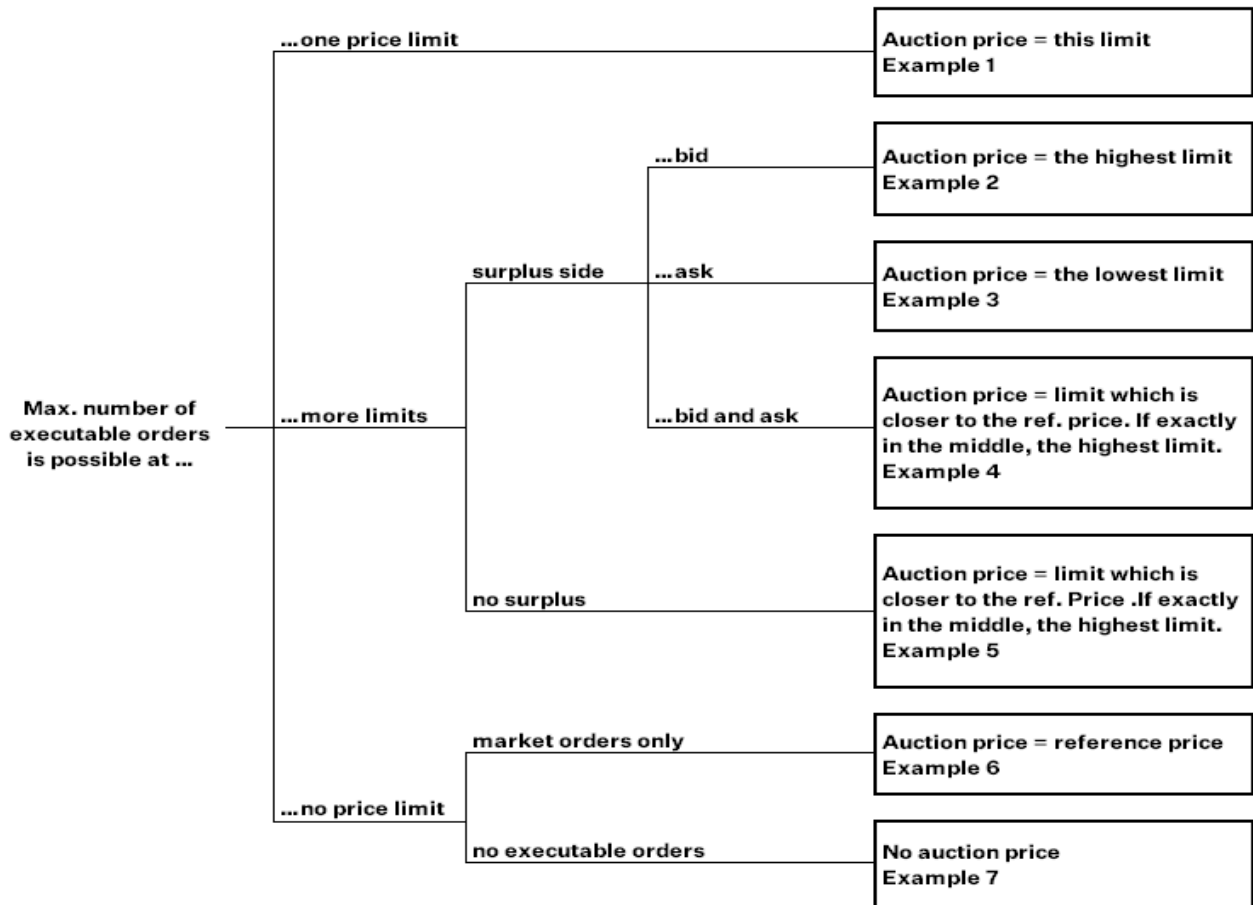 ...one price limit
Auction price = this limit
Example 1
...bid
Auction price = the highest limit
Example 2
surplus side
...ask
Auction price = the lowest limit
Example 3
Max. number of
executable orders
is possible at ...
...more limits
...bid and ask
Auction price = limit which is
closer to the ref. price. If exactly
in the middle, the highest limit.
Example 4
no surplus
Auction price = limit which is
closer to the ref. Price .If exactly
in the middle, the highest limit.
Example 5
...no price limit
market orders only
Auction price = reference price
Example 6
no executable orders
No auction price
Example 7